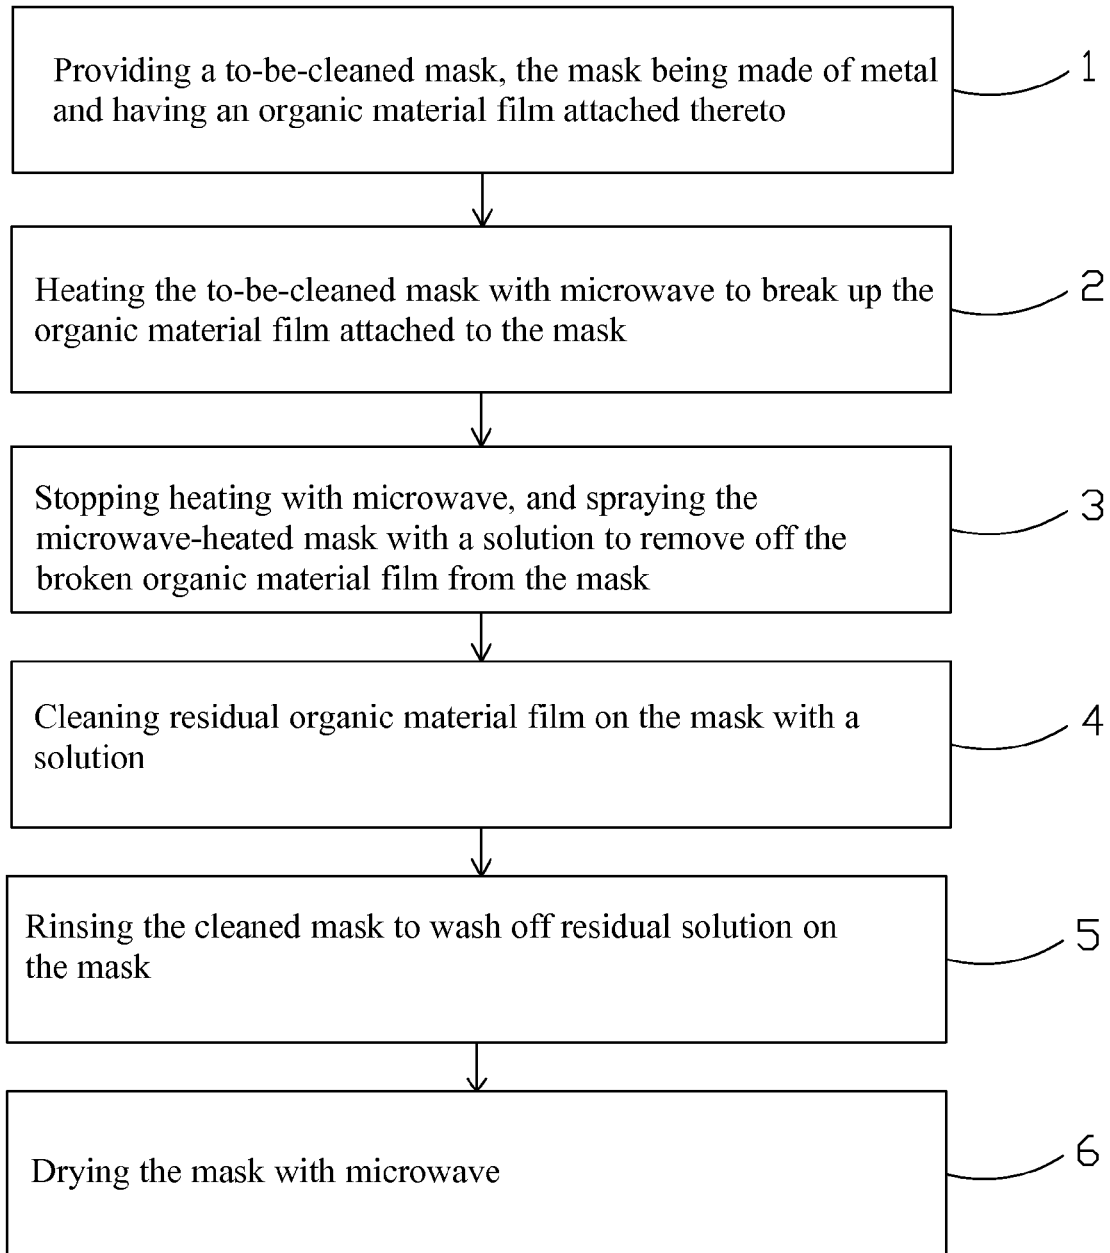 Providing a to-be-cleaned mask, the mask being made of metal
and having an organic material film attached thereto
1
Heating the to-be-cleaned mask with microwave to break up the
organic material film attached to the mask
2
Stopping heating with microwave, and spraying the
microwave-heated mask with a solution to remove off the
broken organic material film from the mask
3
Cleaning residual organic material film on the mask with a
solution
4
Rinsing the cleaned mask to wash off residual solution on
the mask
5
Drying the mask with microwave
6